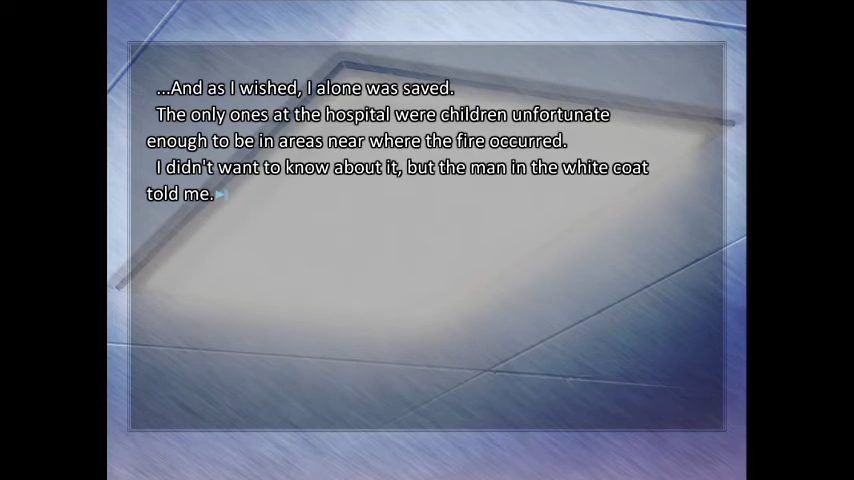 ...And as I wished, I alone was saved.
The only ones at the hospital were children unfortunate
enough to be in areas near where the fire occurred.
I didn't want to know about it, but the man in the white coat
told me.